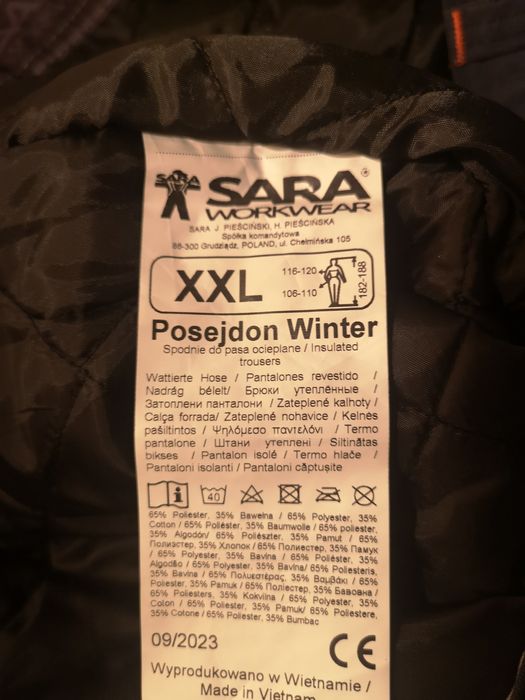 SARA
SARA®
WORKWEAR
SARA J. PIEŚCIŃSKI, H. PIEŚCIŃSKA
Spółka komandytowa
86-300 Grudziądz, POLAND, ul. Chełmińska 105
XXL
116-120
106-110
182-188
Posejdon Winter
Spodnie do pasa ocieplane / Insulated
trousers
Wattierte Hose / Pantalones revestido /
Nadrág bélelt/ Брюки утеплённые /
Затоплени панталони / Zateplené kalhoty /
Calça forrada/ Zateplené nohavice / Kelnės
pašiltintos / Ψηλόμεσο παντελόνι / Termo
pantalone / Штани утеплені / Siltinātas
bikses / Pantalon isolé / Termo hlače /
Pantaloni isolanti / Pantaloni căptușite
i 40
65% Poliester, 35% Bawełna / 65% Polyester, 35%
Cotton / 65% Polyester, 35% Baumwolle / 65% poliester,
35% Algodón/ 65% Poliészter, 35% Pamut / 65%
Полиэстер, 35% Хлопок / 65% Полиестер, 35% Памук
/ 65% Polyester, 35% Bavlna / 65% Poliéster, 35%
Algodão / 65% Polyester, 35% Bavlna/ 65% Poliesteris,
35% Bavlna / 65% Πολυεστέρας, 35% Βαμβάκι / 65%
Poliester, 35% Pamuk / 65% Поліестер, 35% Бавовна /
65% Poliesters, 35% Kokvilna / 65% Polyester, 35%
Coton / 65% Poliester, 35% Pamuk/ 65% Poliestere,
35% Cotone / 65% Poliester, 35% Bumbac
09/2023
CE
Wyprodukowano w Wietnamie /
Made in Vietnam